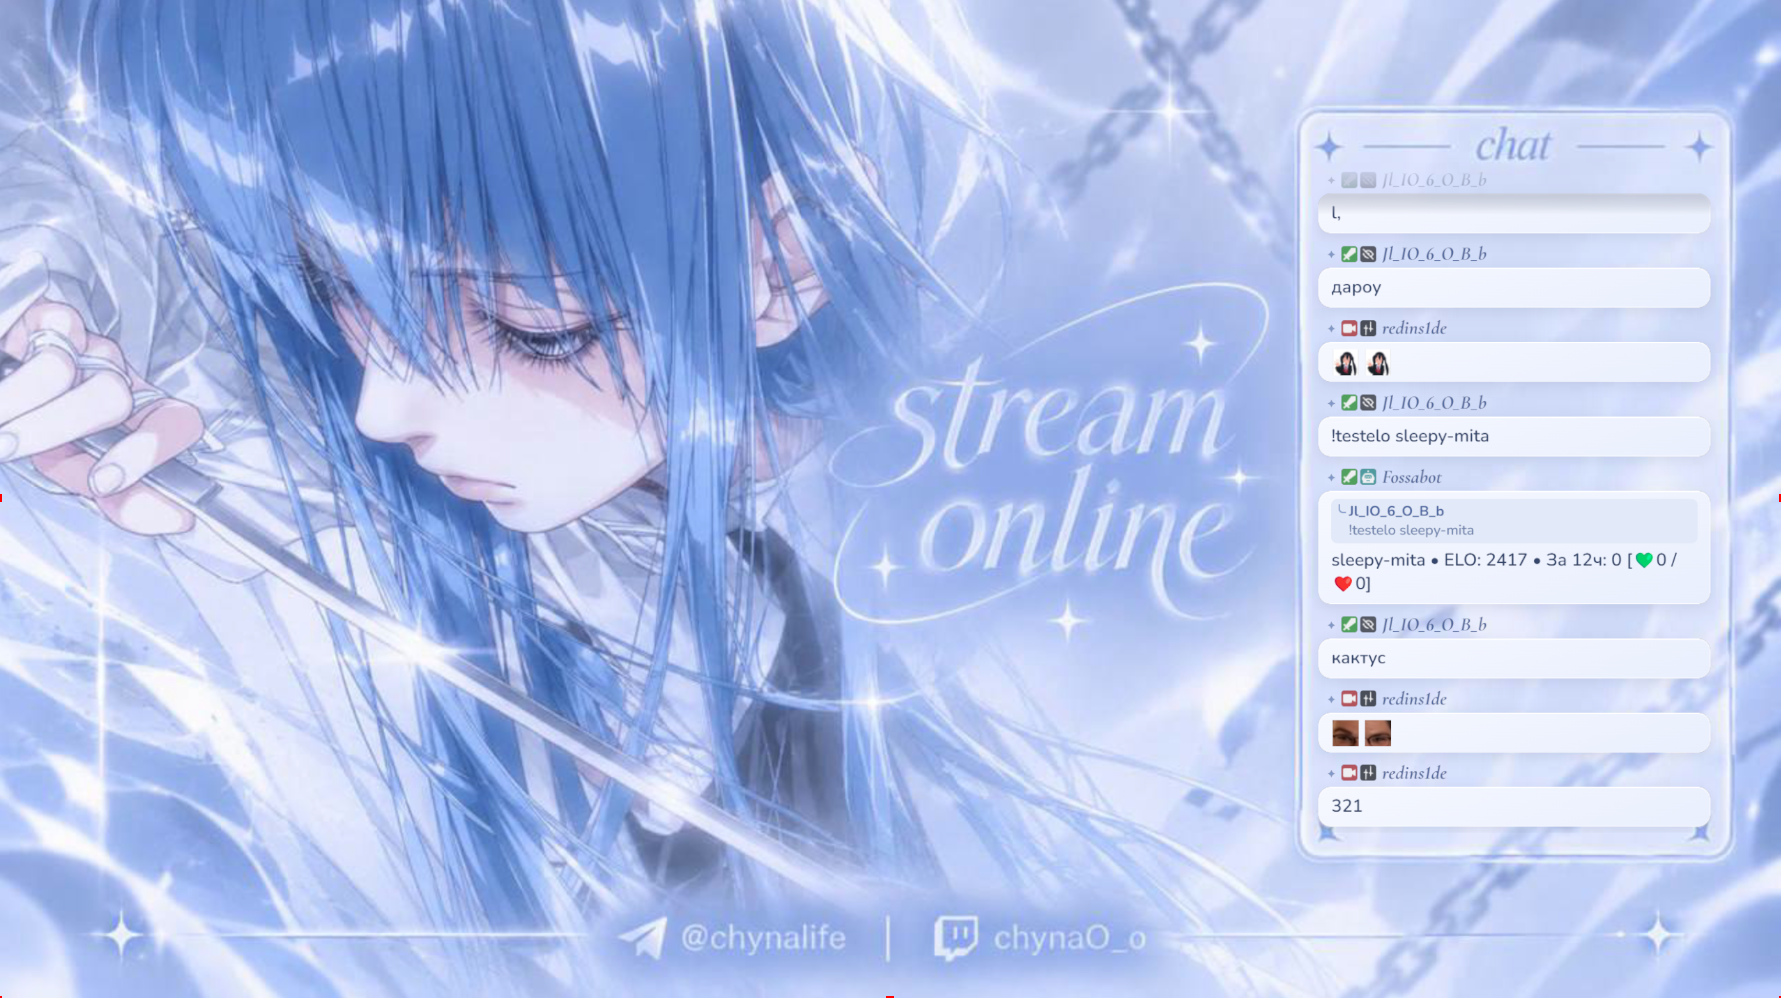 chat
Jl_IO_6_O_B_b
l,
Jl_IO_6_O_B_b
дароу
redins1de
Jl_IO_6_O_B_b
!testelo sleepy-mita
Fossabot
Jl_IO_6_O_B_b
!testelo sleepy-mita
sleepy-mita • ELO: 2417 • За 12ч: 0 [💚0 /
❤️0]
Jl_IO_6_O_B_b
кактус
redins1de
redins1de
321
stream
online
@chynalife | chynaO_o